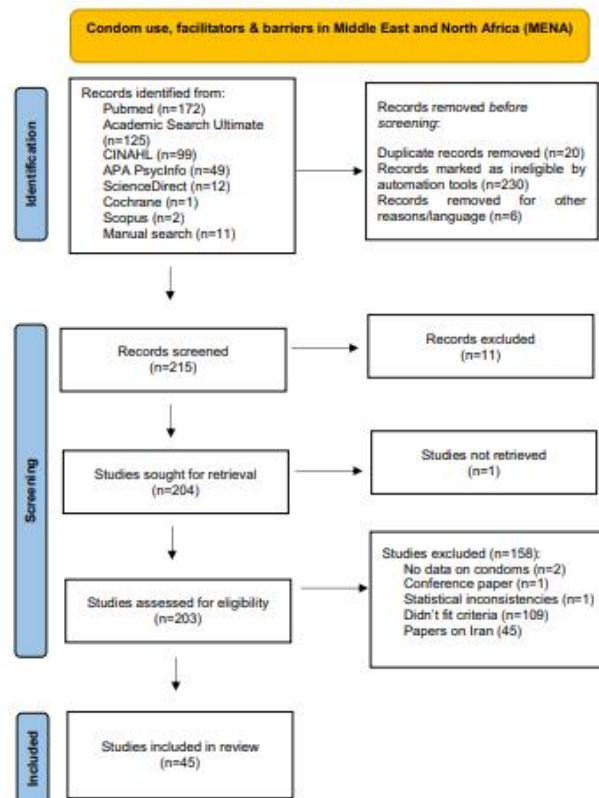 Condom use, facilitators & barriers in Middle East and North Africa (MENA)
Identification
Records identified from:
Pubmed (n=172)
Academic Search Ultimate
(n=125)
CINAHL (n=99)
APA PsycInfo (n=49)
ScienceDirect (n=12)
Cochrane (n=1)
Scopus (n=2)
Manual search (n=11)
Records removed before
screening:
Duplicate records removed (n=20)
Records marked as ineligible by
automation tools (n=230)
Records removed for other
reasons/language (n=6)
Screening
Records screened
(n=215)
Records excluded
(n=11)
Studies sought for retrieval
(n=204)
Studies not retrieved
(n=1)
Studies assessed for eligibility
(n=203)
Studies excluded (n=158):
No data on condoms (n=2)
Conference paper (n=1)
Statistical inconsistencies (n=1)
Didn't fit criteria (n=109)
Papers on Iran (45)
Included
Studies included in review
(n=45)